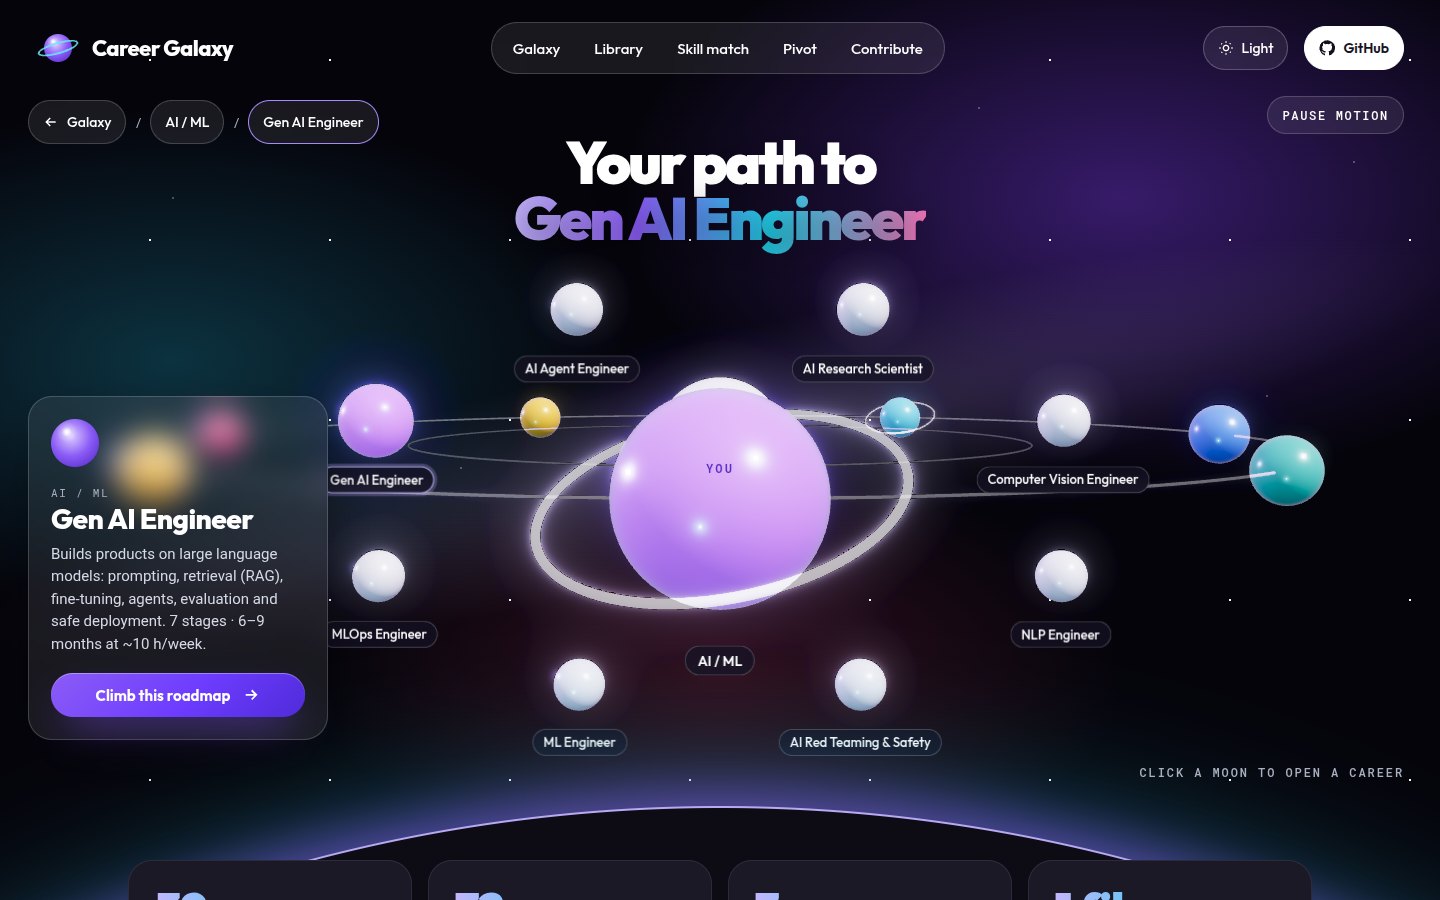 Career Galaxy
Galaxy
Library
Skill match
Pivot
Contribute
Light
GitHub
← Galaxy / AI / ML / Gen AI Engineer
PAUSE MOTION
Your path to
Gen AI Engineer
AI Agent Engineer
AI Research Scientist
YOU
Gen AI Engineer
Computer Vision Engineer
AI / ML
Gen AI Engineer
Builds products on large language
models: prompting, retrieval (RAG),
fine-tuning, agents, evaluation and
safe deployment. 7 stages · 6–9
months at ~10 h/week.
Climb this roadmap →
MLOps Engineer
NLP Engineer
AI / ML
ML Engineer
AI Red Teaming & Safety
CLICK A MOON TO OPEN A CAREER